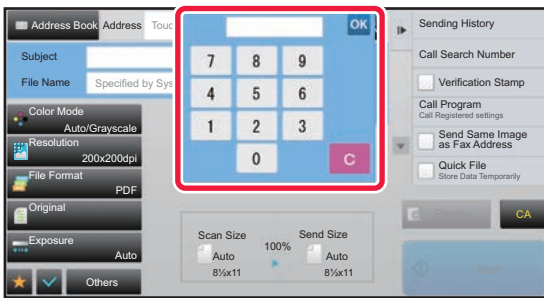 Address Book
Address
Touc
Subject
File Name
Specified by Sys
Color Mode
Auto/Grayscale
Resolution
200x200dpi
File Format
PDF
Original
Exposure
Auto
Others
OK
7 8 9
4 5 6
1 2 3
0 C
Scan Size
Auto
8½x11
100%
Send Size
Auto
8½x11
Sending History
Call Search Number
Verification Stamp
Call Program
Call Registered settings
Send Same Image
as Fax Address
Quick File
Store Data Temporarily
Preview
CA
Start